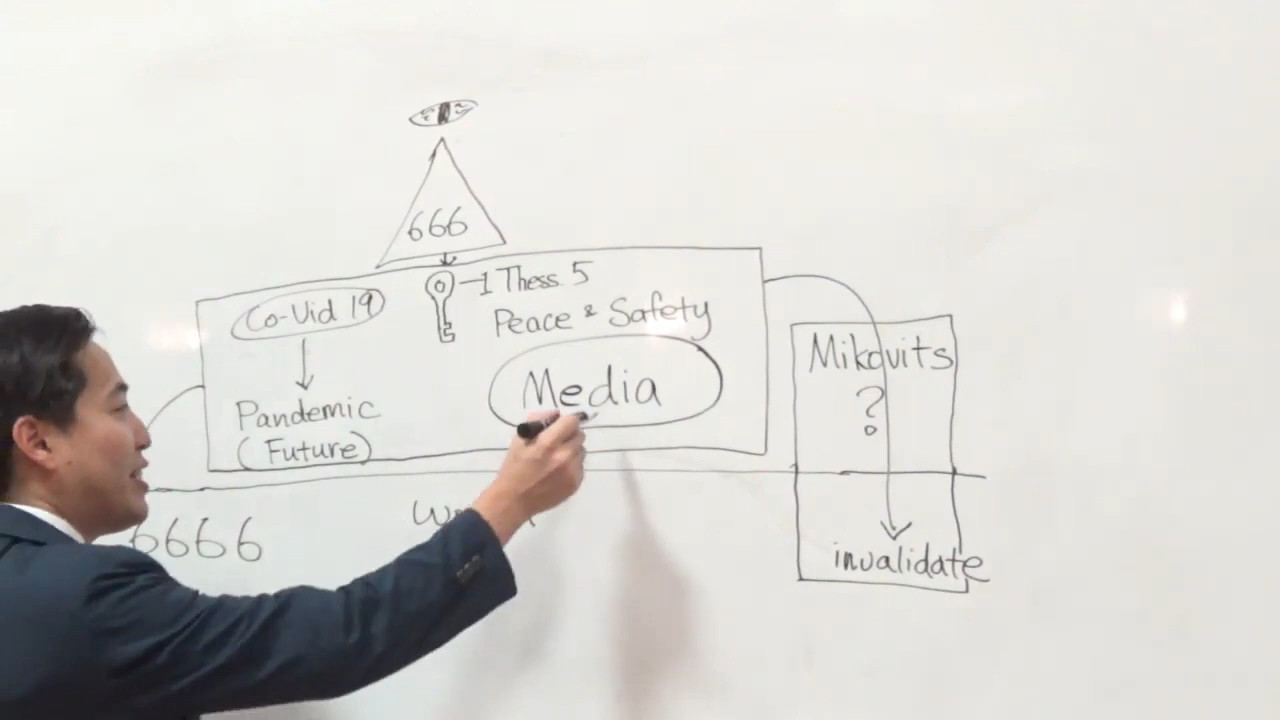 666
Co-Vid 19
1 Thess. 5
Peace & Safety
Media
Pandemic
(Future)
Mikovits
?
6666
invalidate